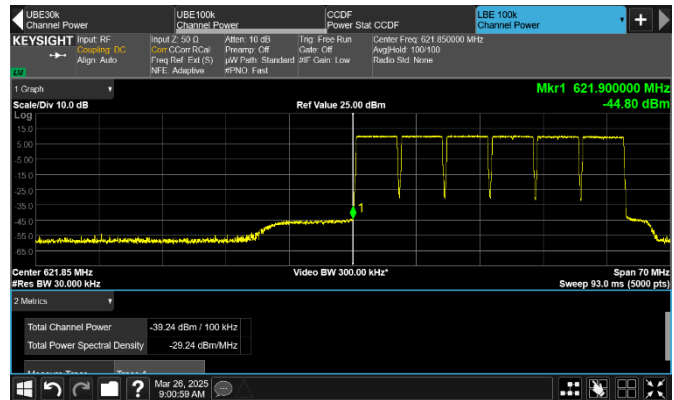 UBE30k
Channel Power
UBE100k
Channel Power
CCDF
Power Stat CCDF
LBE 100k
Channel Power
KEYSIGHT
Input: RF
Coupling: DC
Align: Auto
Input Z: 50 Ω
Corr CCorr RCal
Freq Ref: Ext (S)
NFE: Adaptive
Atten: 10 dB
Preamp: Off
µW Path: Standard
#PNO: Fast
Trig: Free Run
Gate: Off
#IF Gain: Low
Center Freq: 621.850000 MHz
Avg|Hold: 100/100
Radio Std: None
LXI
1 Graph
Mkr1 621.900000 MHz
-44.80 dBm
Scale/Div 10.0 dB
Ref Value 25.00 dBm
Log
15.0
5.00
-5.00
-15.0
-25.0
-35.0
-45.0
-55.0
-65.0
1
Center 621.85 MHz
#Res BW 30.000 kHz
Video BW 300.00 kHz*
Span 70 MHz
Sweep 93.0 ms (5000 pts)
2 Metrics
Total Channel Power -39.24 dBm / 100 kHz
Total Power Spectral Density -29.24 dBm/MHz
Measure Trace Trace 1
?
Mar 26, 2025
9:00:59 AM